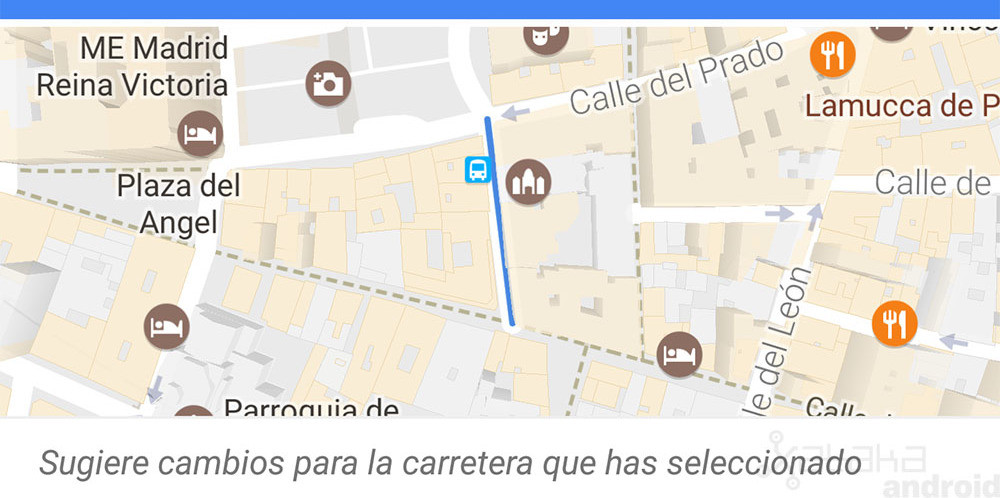 ME Madrid
Reina Victoria
Calle del Prado
Lamucca de P
Calle de
Plaza del
Angel
le del León
Parroquia de
Calle
Sugiere cambios para la carretera que has seleccionado
xataka
android